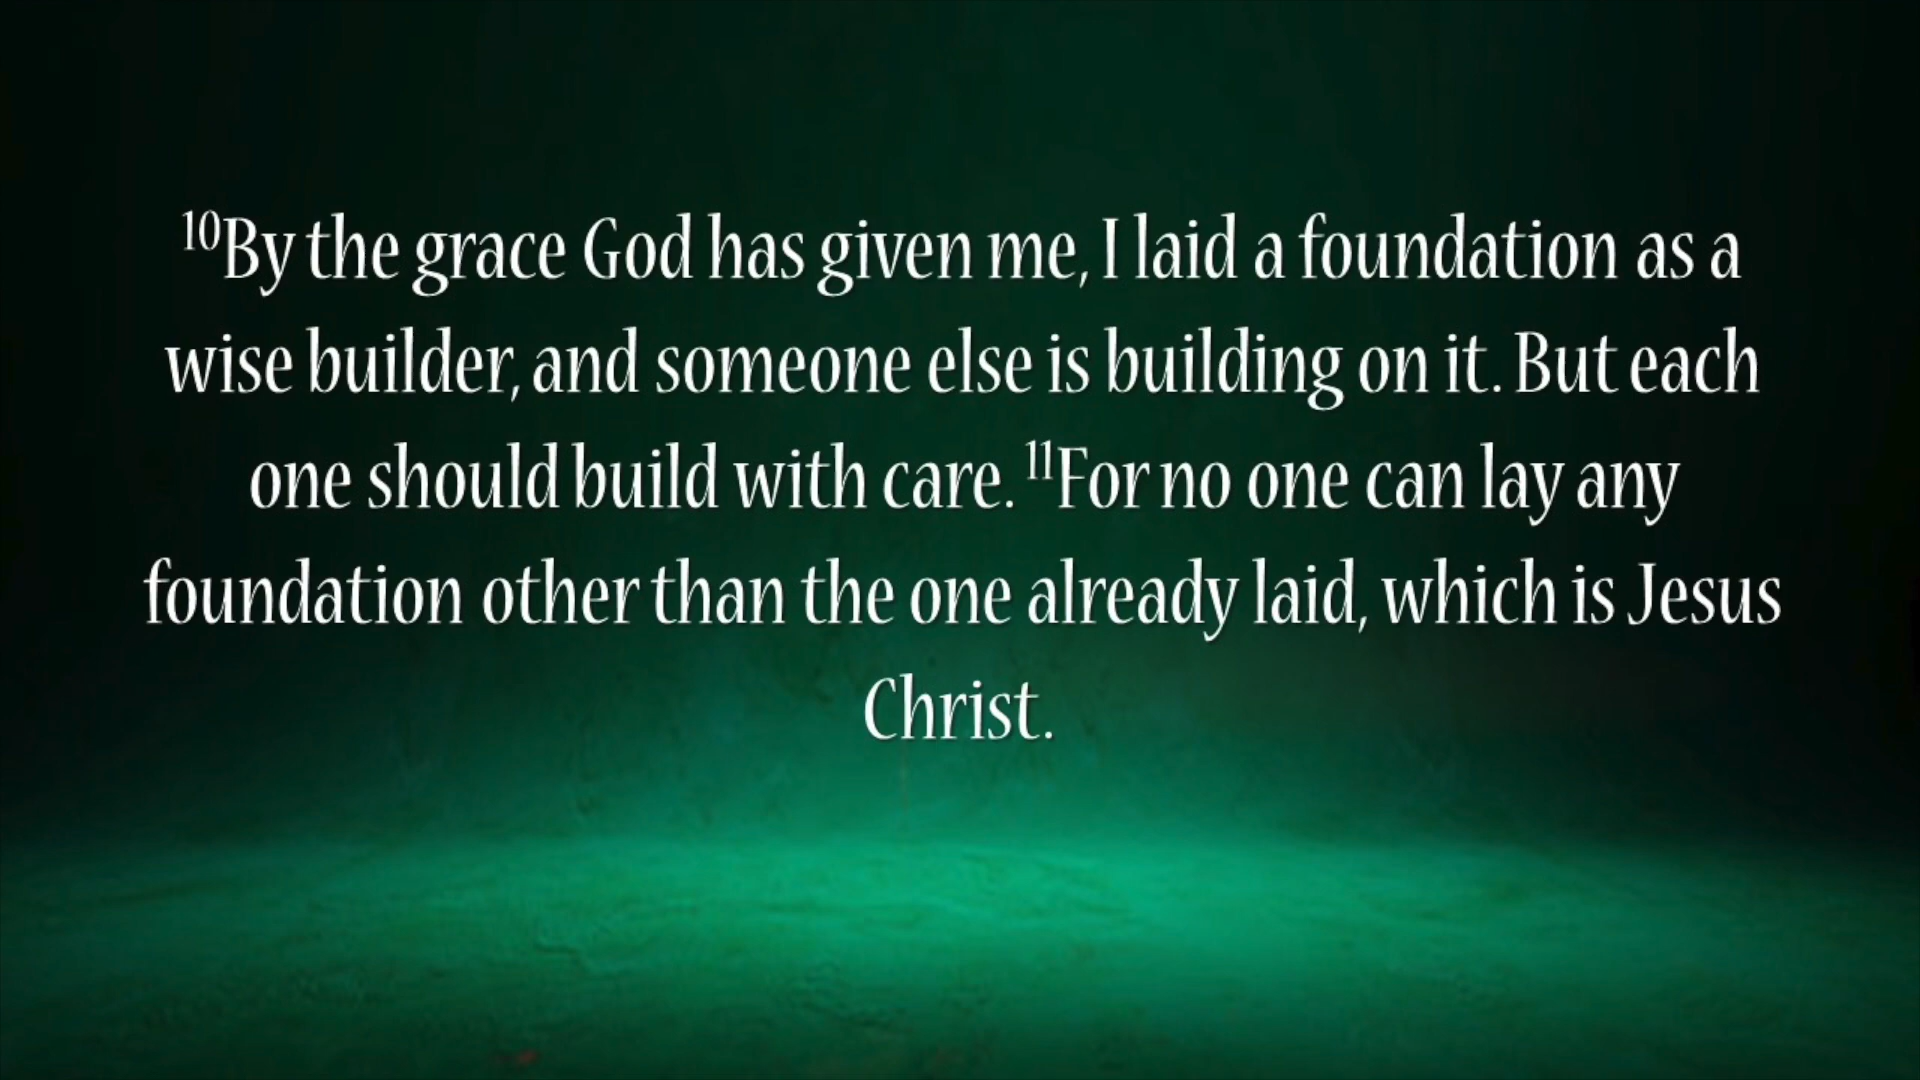 ¹⁰By the grace God has given me, I laid a foundation as a
wise builder, and someone else is building on it. But each
one should build with care. ¹¹For no one can lay any
foundation other than the one already laid, which is Jesus
Christ.